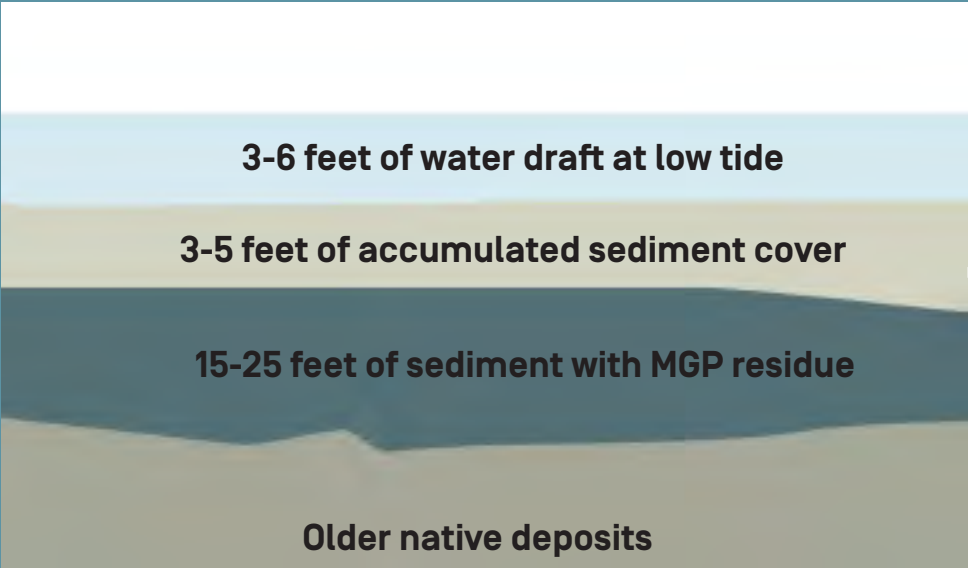 3-6 feet of water draft at low tide
3-5 feet of accumulated sediment cover
15-25 feet of sediment with MGP residue
Older native deposits